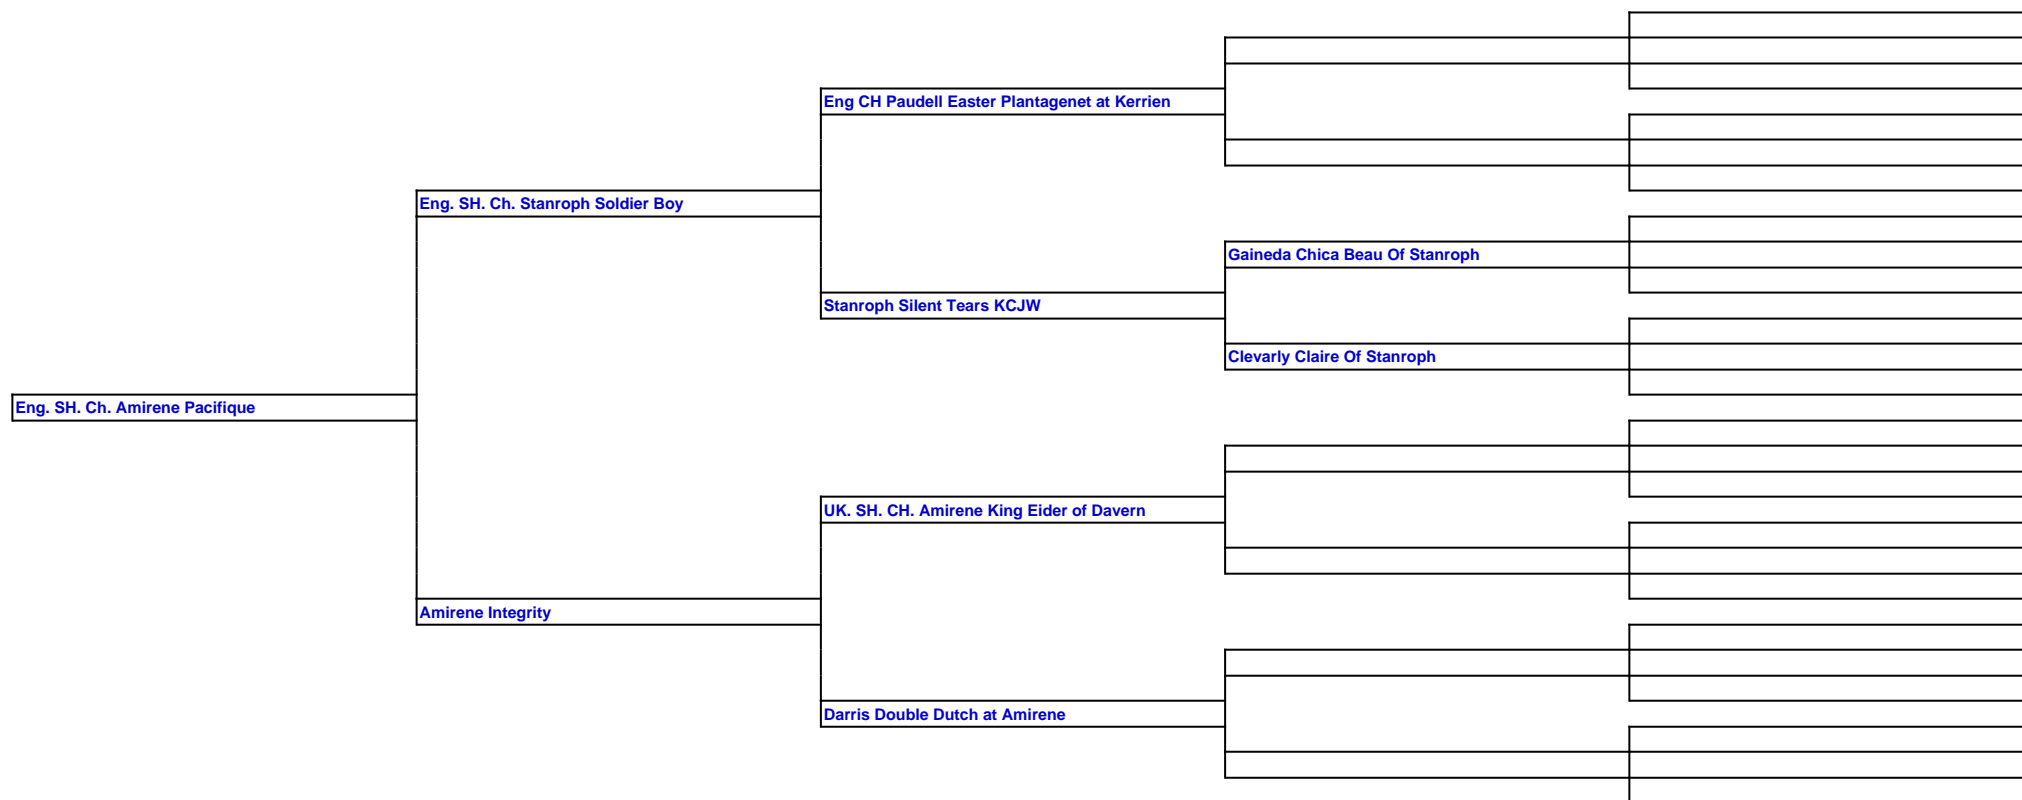 Eng CH Paudell Easter Plantagenet at Kerrien
Eng. SH. Ch. Stanroph Soldier Boy
Gaineda Chica Beau Of Stanroph
Stanroph Silent Tears KCJW
Clevarly Claire Of Stanroph
Eng. SH. Ch. Amirene Pacifique
UK. SH. CH. Amirene King Eider of Davern
Amirene Integrity
Darris Double Dutch at Amirene